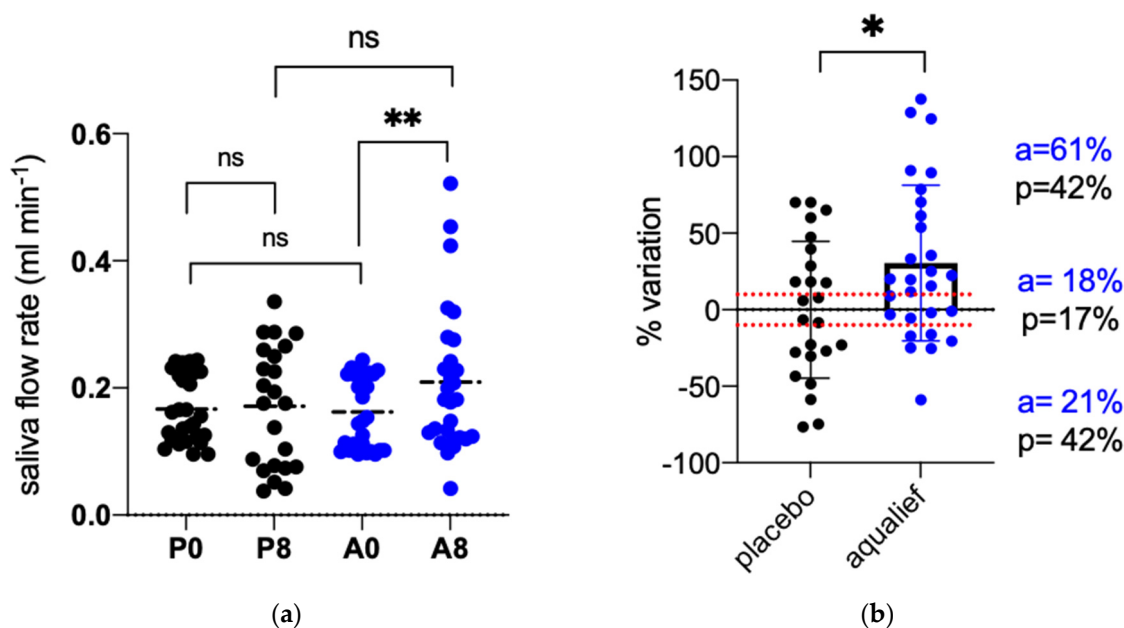 ns
ns
**
ns
0.6
0.4
0.2
0.0
saliva flow rate (ml min⁻¹)
P0 P8 A0 A8
(a)
*
150
100
50
0
-50
-100
% variation
a=61%
p=42%
a= 18%
p=17%
a= 21%
p= 42%
placebo
aqualief
(b)